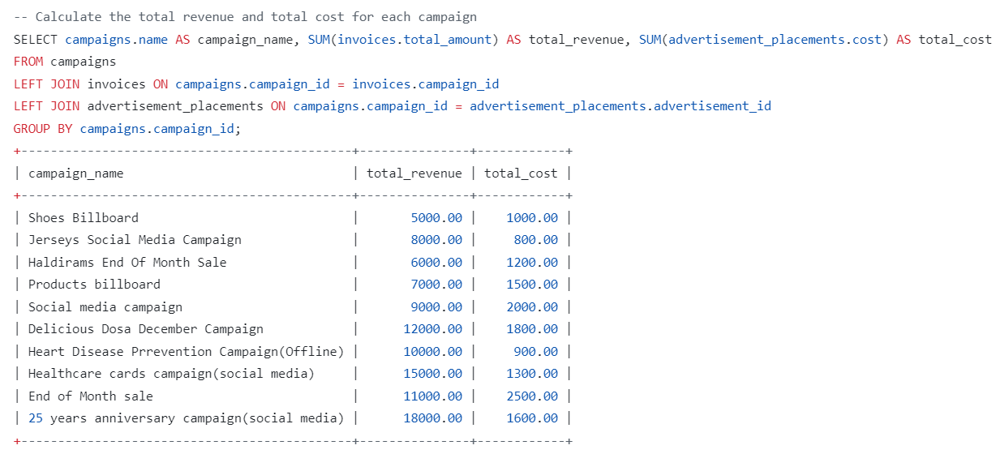 -- Calculate the total revenue and total cost for each campaign
SELECT campaigns.name AS campaign_name, SUM(invoices.total_amount) AS total_revenue, SUM(advertisement_placements.cost) AS total_cost
FROM campaigns
LEFT JOIN invoices ON campaigns.campaign_id = invoices.campaign_id
LEFT JOIN advertisement_placements ON campaigns.campaign_id = advertisement_placements.advertisement_id
GROUP BY campaigns.campaign_id;
+---------------------------------------------+---------------+------------+
| campaign_name                               | total_revenue | total_cost |
+---------------------------------------------+---------------+------------+
| Shoes Billboard                             |       5000.00 |    1000.00 |
| Jerseys Social Media Campaign               |       8000.00 |     800.00 |
| Haldirams End Of Month Sale                 |       6000.00 |    1200.00 |
| Products billboard                          |       7000.00 |    1500.00 |
| Social media campaign                       |       9000.00 |    2000.00 |
| Delicious Dosa December Campaign            |      12000.00 |    1800.00 |
| Heart Disease Prrevention Campaign(Offline) |      10000.00 |     900.00 |
| Healthcare cards campaign(social media)     |      15000.00 |    1300.00 |
| End of Month sale                           |      11000.00 |    2500.00 |
| 25 years anniversary campaign(social media) |      18000.00 |    1600.00 |
+---------------------------------------------+---------------+------------+